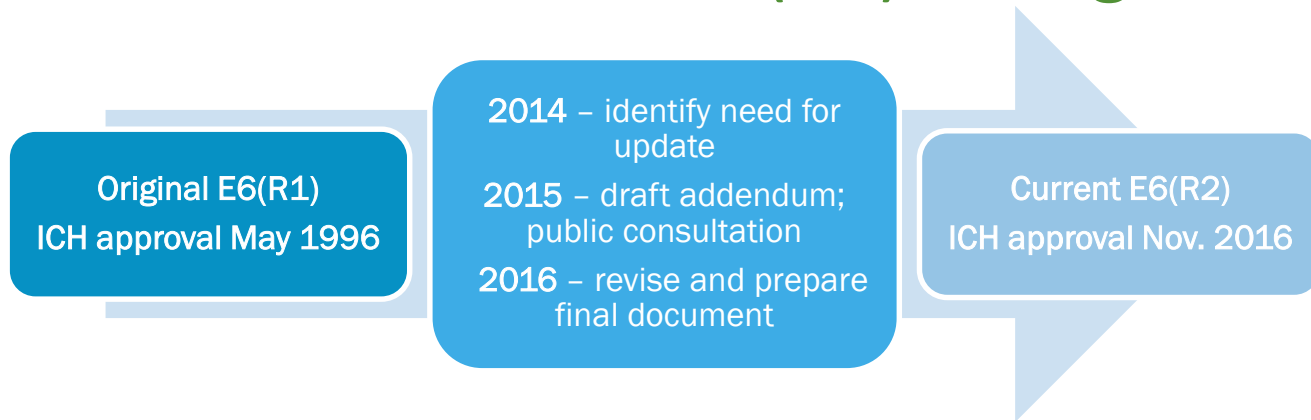 Original E6(R1)
ICH approval May 1996
2014 – identify need for
update
2015 – draft addendum;
public consultation
2016 – revise and prepare
final document
Current E6(R2)
ICH approval Nov. 2016